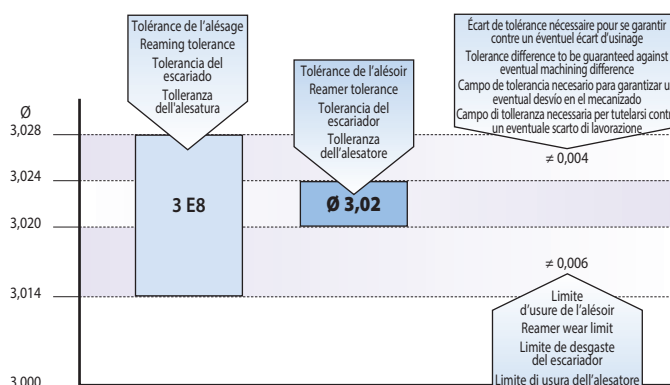 Tolérance de l'alésage
Reaming tolerance
Tolerancia del
escariado
Tolleranza
dell'alesatura
Tolérance de l'alésoir
Reamer tolerance
Tolerancia del
escariador
Tolleranza
dell'alesatore
Écart de tolérance nécessaire pour se garantir
contre un éventuel écart d'usinage
Tolerance difference to be guaranteed against
eventual machining difference
Campo de tolerancia necesario para garantizar u
eventual desvío en el mecanizado
Campo di tolleranza necessaria per tutelarsi contr
un eventuale scarto di lavorazione
Ø
3,028
3,024
3,020
3,014
3,000
3 E8
Ø 3,02
≠ 0,004
≠ 0,006
Limite
d'usure de l'alésoir
Reamer wear limit
Limite de desgaste
del escariador
Limite di usura dell'alesatore